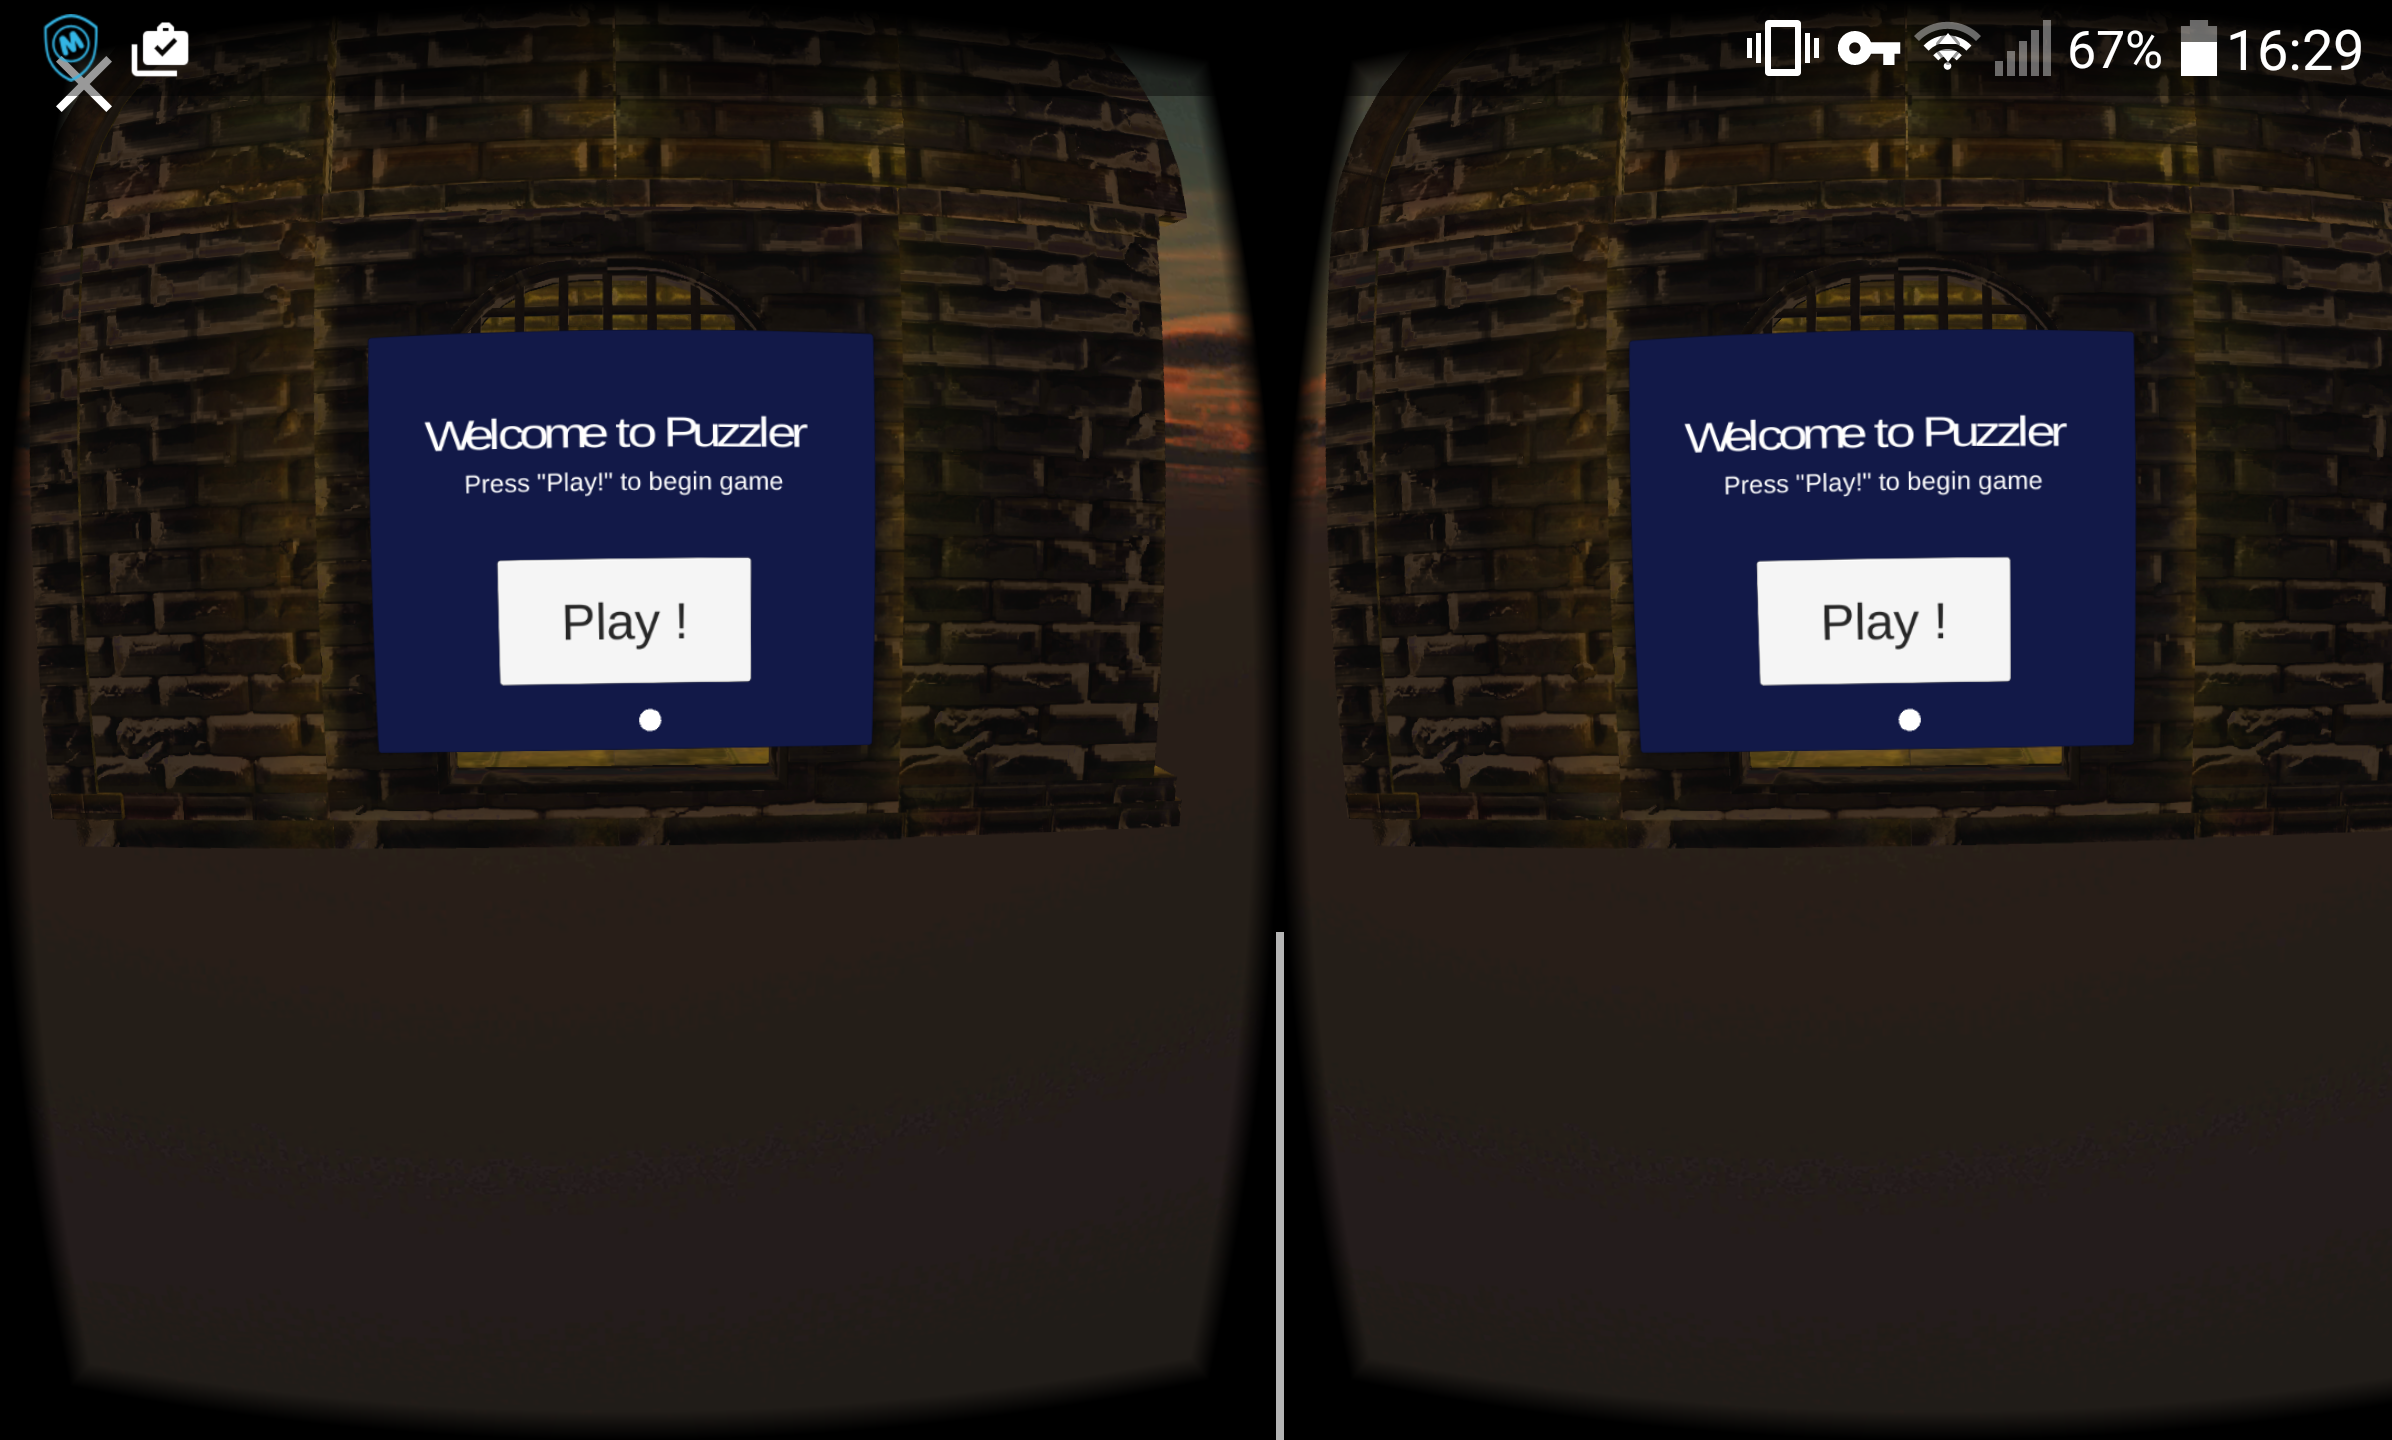 M
67% 16:29
Welcome to Puzzler
Press "Play!" to begin game
Play !
Welcome to Puzzler
Press "Play!" to begin game
Play !